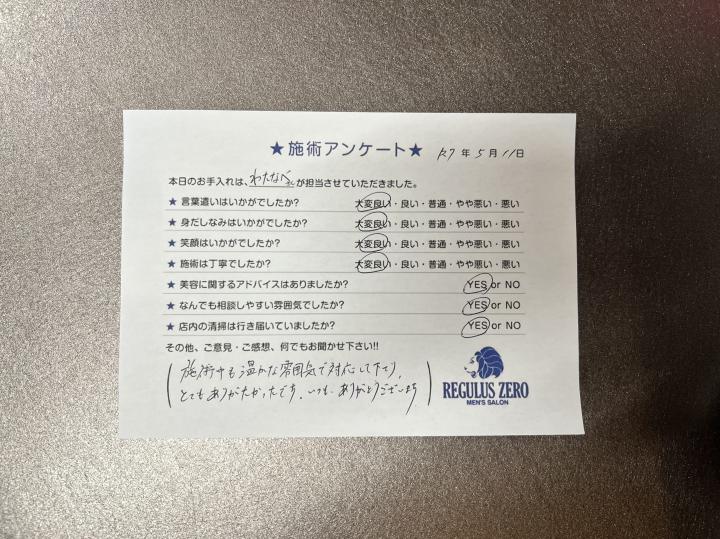 ★施術アンケート★ R7年5月11日
本日のお手入れは、わたなべが担当させていただきました。
★言葉遣いはいかがでしたか? 大変良い・良い・普通・やや悪い・悪い
★身だしなみはいかがでしたか? 大変良い・良い・普通・やや悪い・悪い
★笑顔はいかがでしたか? 大変良い・良い・普通・やや悪い・悪い
★施術は丁寧でしたか? 大変良い・良い・普通・やや悪い・悪い
★美容に関するアドバイスはありましたか? YES or NO
★なんでも相談しやすい雰囲気でしたか? YES or NO
★店内の清掃は行き届いていましたか? YES or NO
その他、ご意見・ご感想、何でもお聞かせ下さい!!
施術中も温かな雰囲気で対応して下さり、
とてもありがたかったです。いつもありがとうございます
REGULUS ZERO
MEN'S SALON